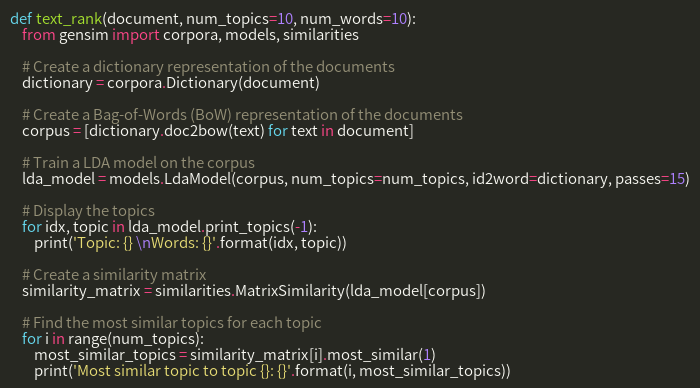 def text_rank(document, num_topics=10, num_words=10):
from gensim import corpora, models, similarities
# Create a dictionary representation of the documents
dictionary = corpora.Dictionary(document)
# Create a Bag-of-Words (BoW) representation of the documents
corpus = [dictionary.doc2bow(text) for text in document]
# Train a LDA model on the corpus
lda_model = models.LdaModel(corpus, num_topics=num_topics, id2word=dictionary, passes=15)
# Display the topics
for idx, topic in lda_model.print_topics(-1):
print('Topic: {} \nWords: {}'.format(idx, topic))
# Create a similarity matrix
similarity_matrix = similarities.MatrixSimilarity(lda_model[corpus])
# Find the most similar topics for each topic
for i in range(num_topics):
most_similar_topics = similarity_matrix[i].most_similar(1)
print('Most similar topic to topic {}: {}'.format(i, most_similar_topics))